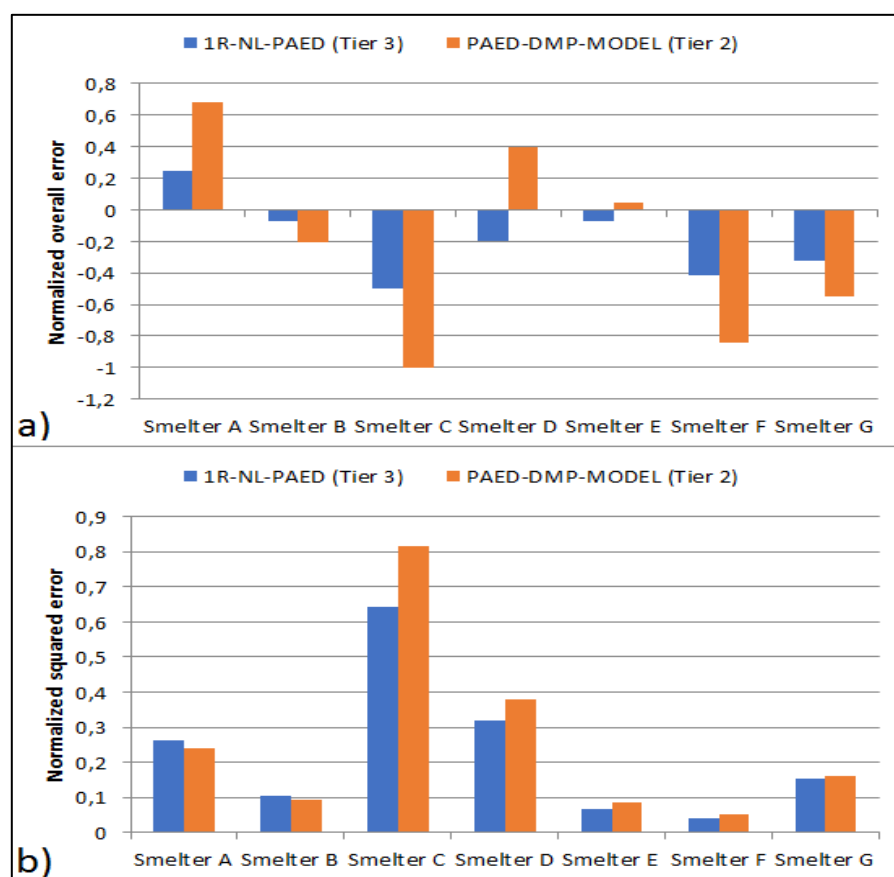 1R-NL-PAED (Tier 3) PAED-DMP-MODEL (Tier 2)
Normalized overall error
0,8
0,6
0,4
0,2
0
-0,2
-0,4
-0,6
-0,8
-1
-1,2
Smelter A Smelter B Smelter C Smelter D Smelter E Smelter F Smelter G
a)
1R-NL-PAED (Tier 3) PAED-DMP-MODEL (Tier 2)
Normalized squared error
0,9
0,8
0,7
0,6
0,5
0,4
0,3
0,2
0,1
0
Smelter A Smelter B Smelter C Smelter D Smelter E Smelter F Smelter G
b)